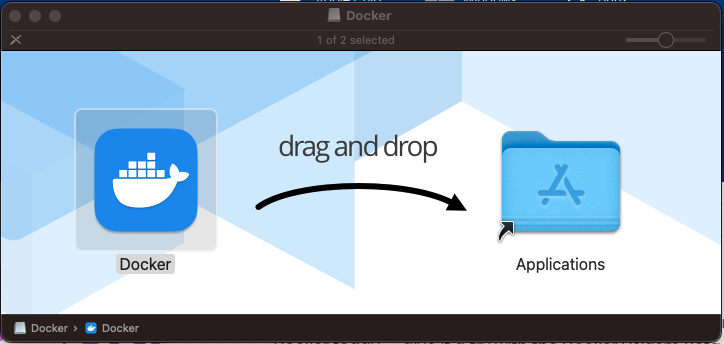 Docker
1 of 2 selected
drag and drop
Docker
Applications
Docker › Docker